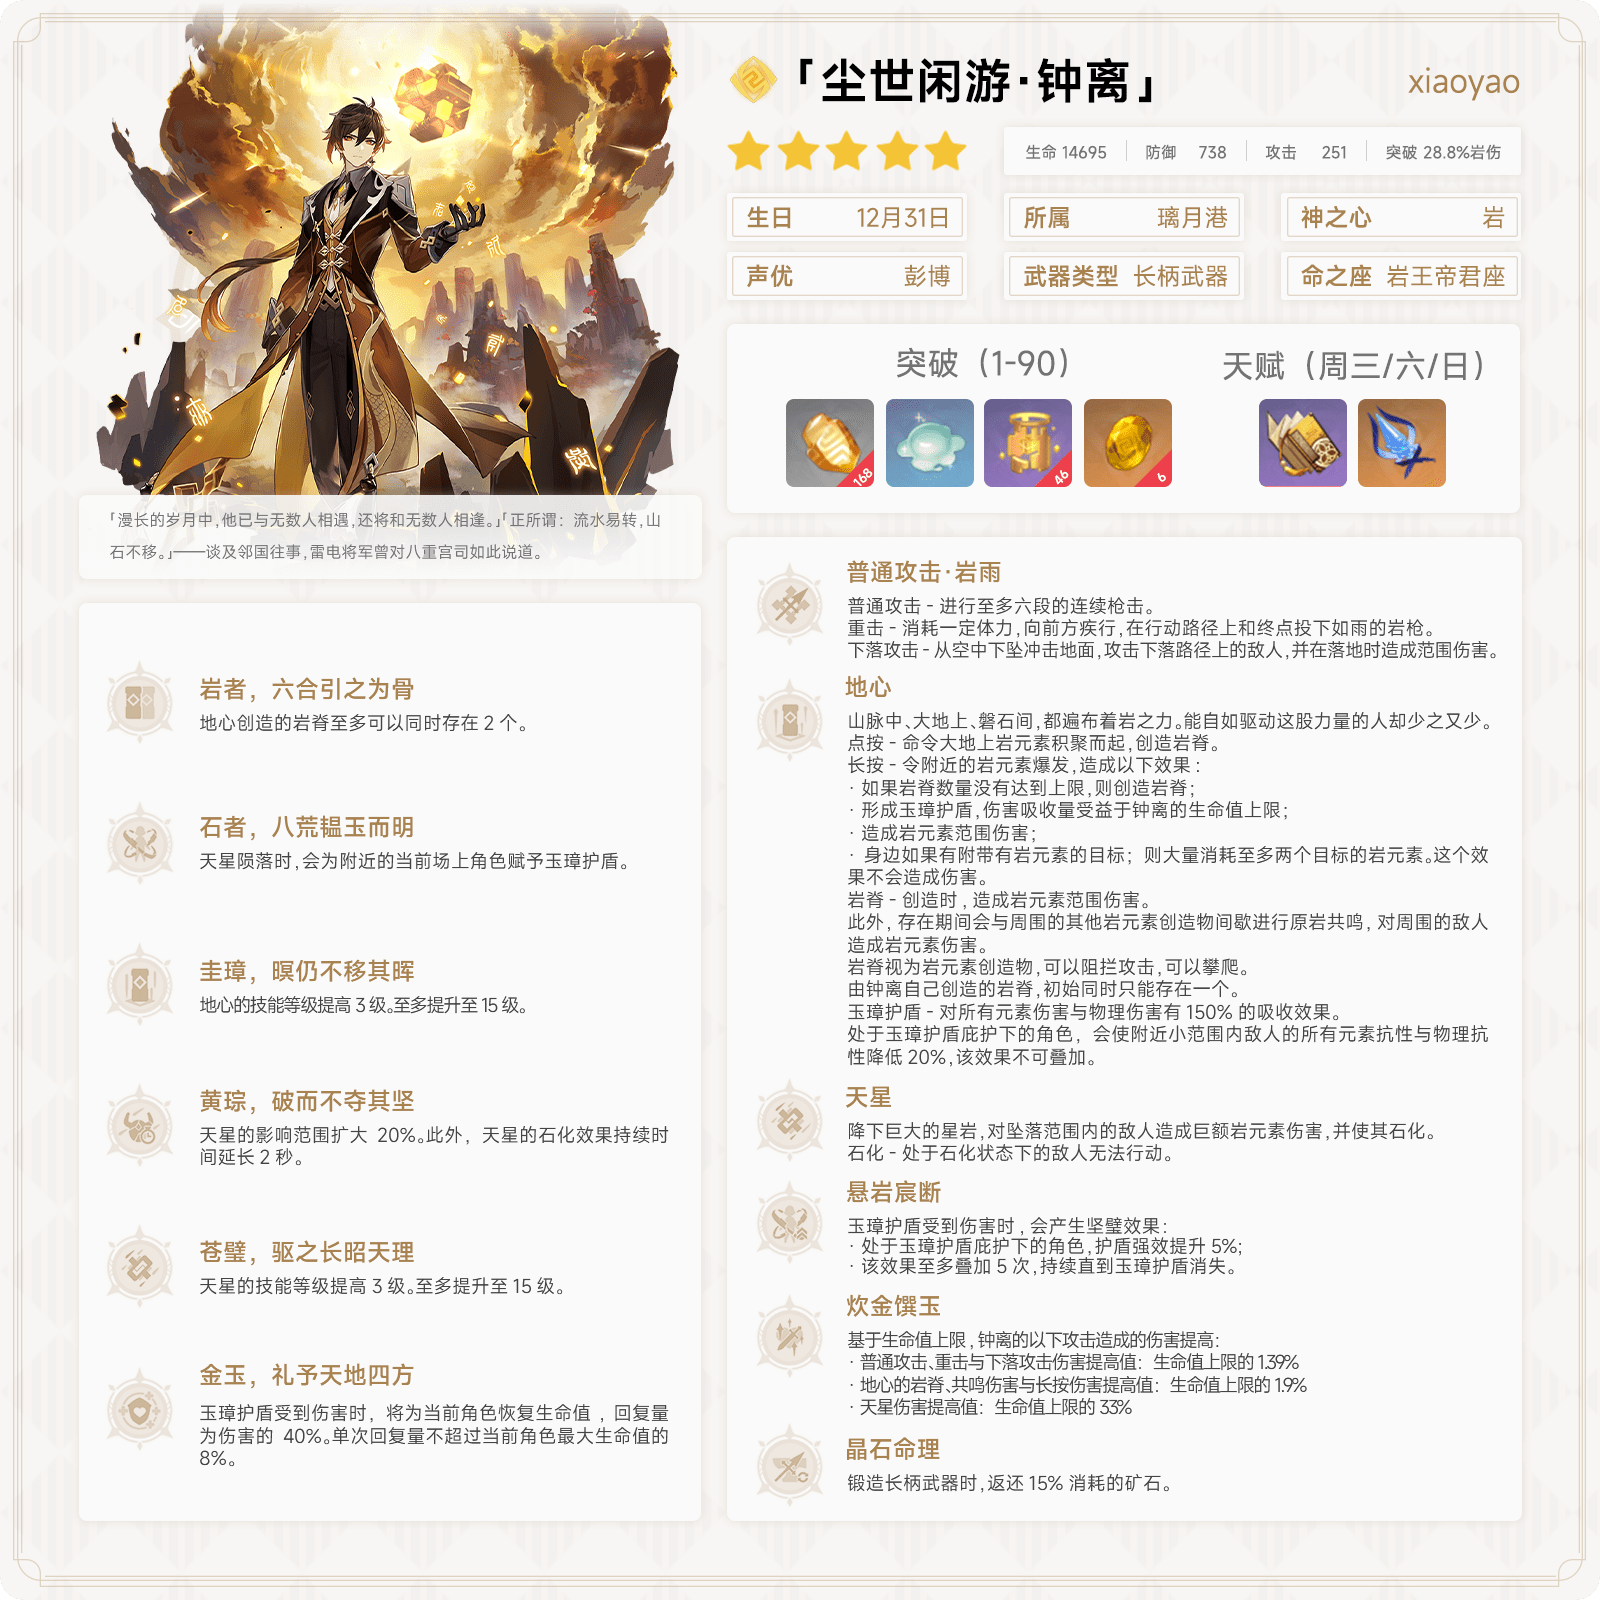 「尘世闲游·钟离」
xiaoyao
生命 14695 防御 738 攻击 251 突破 28.8%岩伤
生日 12月31日 所属 璃月港 神之心 岩
声优 彭博 武器类型 长柄武器 命之座 岩王帝君座
突破（1-90） 天赋（周三/六/日）
168 46 6
「漫长的岁月中,他已与无数人相遇,还将和无数人相逢。」「正所谓：流水易转,山
石不移。」——谈及邻国往事,雷电将军曾对八重宫司如此说道。
岩者，六合引之为骨
地心创造的岩脊至多可以同时存在 2 个。
石者，八荒韫玉而明
天星陨落时,会为附近的当前场上角色赋予玉璋护盾。
圭璋，暝仍不移其晖
地心的技能等级提高 3 级。至多提升至 15 级。
黄琮，破而不夺其坚
天星的影响范围扩大 20%。此外，天星的石化效果持续时
间延长 2 秒。
苍璧，驱之长昭天理
天星的技能等级提高 3 级。至多提升至 15 级。
金玉，礼予天地四方
玉璋护盾受到伤害时，将为当前角色恢复生命值，回复量
为伤害的 40%。单次回复量不超过当前角色最大生命值的
8%。
普通攻击·岩雨
普通攻击 - 进行至多六段的连续枪击。
重击 - 消耗一定体力,向前方疾行,在行动路径上和终点投下如雨的岩枪。
下落攻击 - 从空中下坠冲击地面,攻击下落路径上的敌人,并在落地时造成范围伤害。
地心
山脉中、大地上、磐石间,都遍布着岩之力。能自如驱动这股力量的人却少之又少。
点按 - 命令大地上岩元素积聚而起,创造岩脊。
长按 - 令附近的岩元素爆发,造成以下效果：
· 如果岩脊数量没有达到上限,则创造岩脊；
· 形成玉璋护盾,伤害吸收量受益于钟离的生命值上限；
· 造成岩元素范围伤害；
· 身边如果有附带有岩元素的目标；则大量消耗至多两个目标的岩元素。这个效
果不会造成伤害。
岩脊 - 创造时，造成岩元素范围伤害。
此外，存在期间会与周围的其他岩元素创造物间歇进行原岩共鸣，对周围的敌人
造成岩元素伤害。
岩脊视为岩元素创造物,可以阻拦攻击,可以攀爬。
由钟离自己创造的岩脊,初始同时只能存在一个。
玉璋护盾 - 对所有元素伤害与物理伤害有 150% 的吸收效果。
处于玉璋护盾庇护下的角色，会使附近小范围内敌人的所有元素抗性与物理抗
性降低 20%,该效果不可叠加。
天星
降下巨大的星岩,对坠落范围内的敌人造成巨额岩元素伤害,并使其石化。
石化 - 处于石化状态下的敌人无法行动。
悬岩宸断
玉璋护盾受到伤害时，会产生坚璧效果：
· 处于玉璋护盾庇护下的角色,护盾强效提升 5%;
· 该效果至多叠加 5 次,持续直到玉璋护盾消失。
炊金馔玉
基于生命值上限,钟离的以下攻击造成的伤害提高：
· 普通攻击、重击与下落攻击伤害提高值：生命值上限的 1.39%
· 地心的岩脊、共鸣伤害与长按伤害提高值：生命值上限的 1.9%
· 天星伤害提高值：生命值上限的 33%
晶石命理
锻造长柄武器时,返还 15% 消耗的矿石。